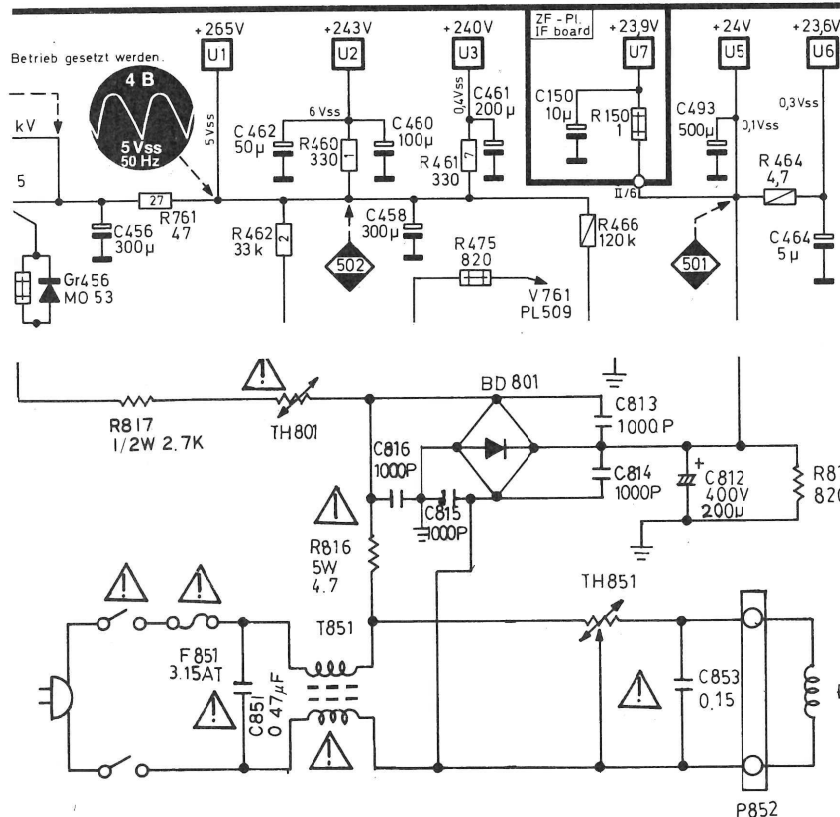 +265V
+243V
+240V
ZF - Pl.
IF board
+23,9V
+24V
+23,6V
U1
U2
U3
U7
U5
U6
Betrieb gesetzt werden.
4 B
5 Vss
50 Hz
kV
5
5 Vss
6 Vss
0,4Vss
0,1Vss
0,3Vss
C462
50µ
R460
330
1
C460
100µ
C461
200µ
R461
330
7
C150
10µ
R150
1
C493
500µ
II/6
R464
4,7
27
R761
47
C456
300µ
R462
33k
2
C458
300µ
R466
120k
C464
5µ
502
501
R475
820
V761
PL509
Gr456
MO 53
R817
1/2W 2.7K
TH801
BD 801
C813
1000P
C816
1000P
C815
1000P
C814
1000P
+
C812
400V
200µ
R81
820
R816
5W
4.7
TH851
T851
F851
3.15AT
C851
0.47µF
C853
0.15
P852